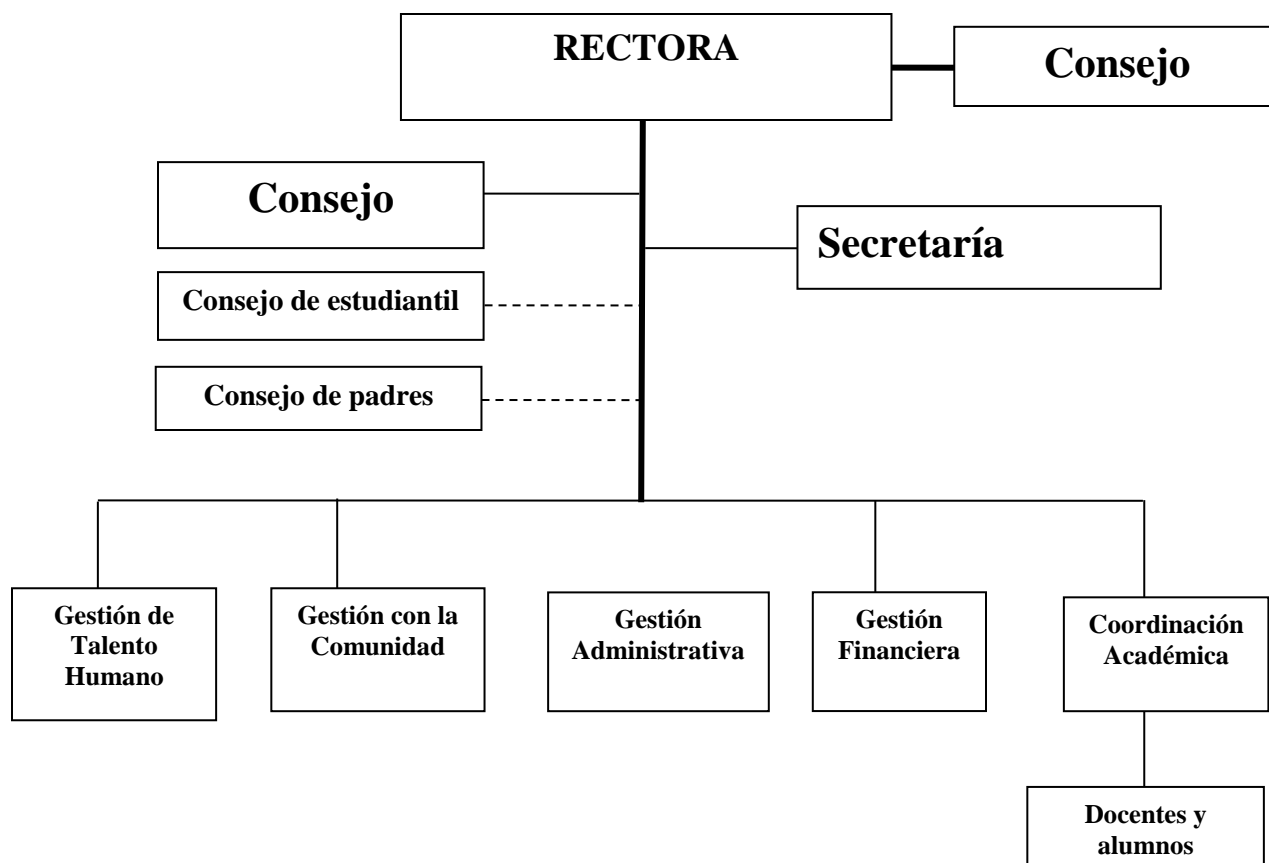 RECTORA
Consejo
Consejo
Secretaría
Consejo de estudiantil
Consejo de padres
Gestión de
Talento
Humano
Gestión con la
Comunidad
Gestión
Administrativa
Gestión
Financiera
Coordinación
Académica
Docentes y
alumnos